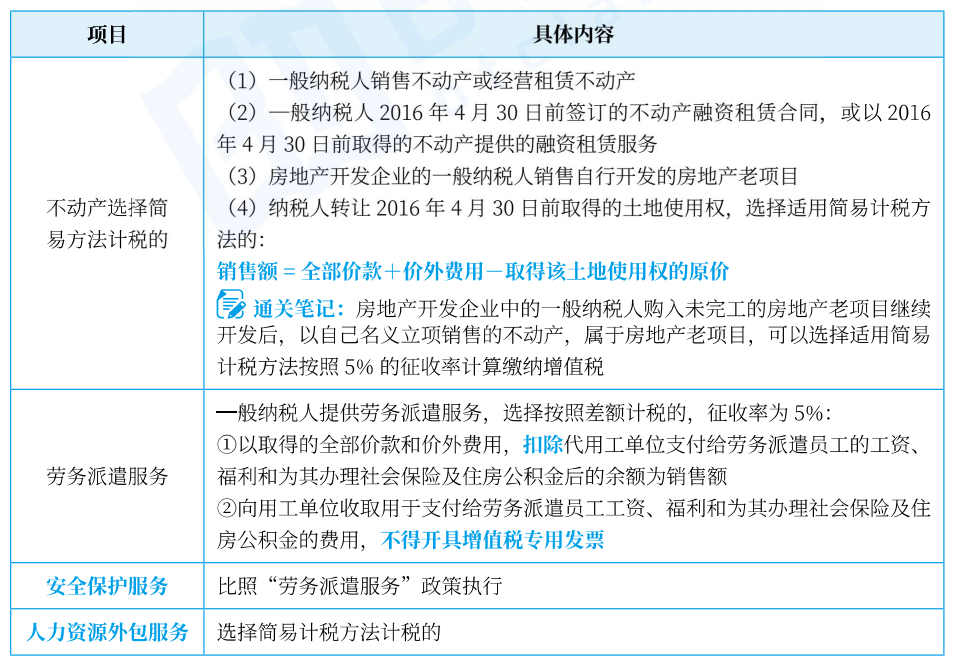 项目 具体内容
（1）一般纳税人销售不动产或经营租赁不动产
（2）一般纳税人 2016 年 4 月 30 日前签订的不动产融资租赁合同，或以 2016
年 4 月 30 日前取得的不动产提供的融资租赁服务
（3）房地产开发企业的一般纳税人销售自行开发的房地产老项目
不动产选择简
易方法计税的
（4）纳税人转让 2016 年 4 月 30 日前取得的土地使用权，选择适用简易计税方
法的：
销售额 = 全部价款＋价外费用－取得该土地使用权的原价
通关笔记：房地产开发企业中的一般纳税人购入未完工的房地产老项目继续
开发后，以自己名义立项销售的不动产，属于房地产老项目，可以选择适用简易
计税方法按照 5% 的征收率计算缴纳增值税
劳务派遣服务
一般纳税人提供劳务派遣服务，选择按照差额计税的，征收率为 5%：
①以取得的全部价款和价外费用，扣除代用工单位支付给劳务派遣员工的工资、
福利和为其办理社会保险及住房公积金后的余额为销售额
②向用工单位收取用于支付给劳务派遣员工工资、福利和为其办理社会保险及住
房公积金的费用，不得开具增值税专用发票
安全保护服务 比照“劳务派遣服务”政策执行
人力资源外包服务 选择简易计税方法计税的